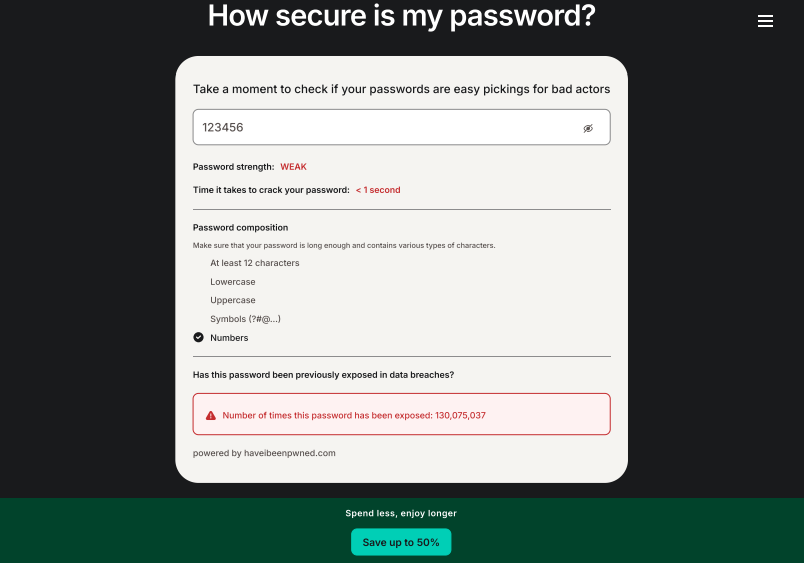 How secure is my password?
Take a moment to check if your passwords are easy pickings for bad actors
123456
Password strength: WEAK
Time it takes to crack your password: < 1 second
Password composition
Make sure that your password is long enough and contains various types of characters.
At least 12 characters
Lowercase
Uppercase
Symbols (?#@...)
Numbers
Has this password been previously exposed in data breaches?
Number of times this password has been exposed: 130,075,037
powered by haveibeenpwned.com
Spend less, enjoy longer
Save up to 50%